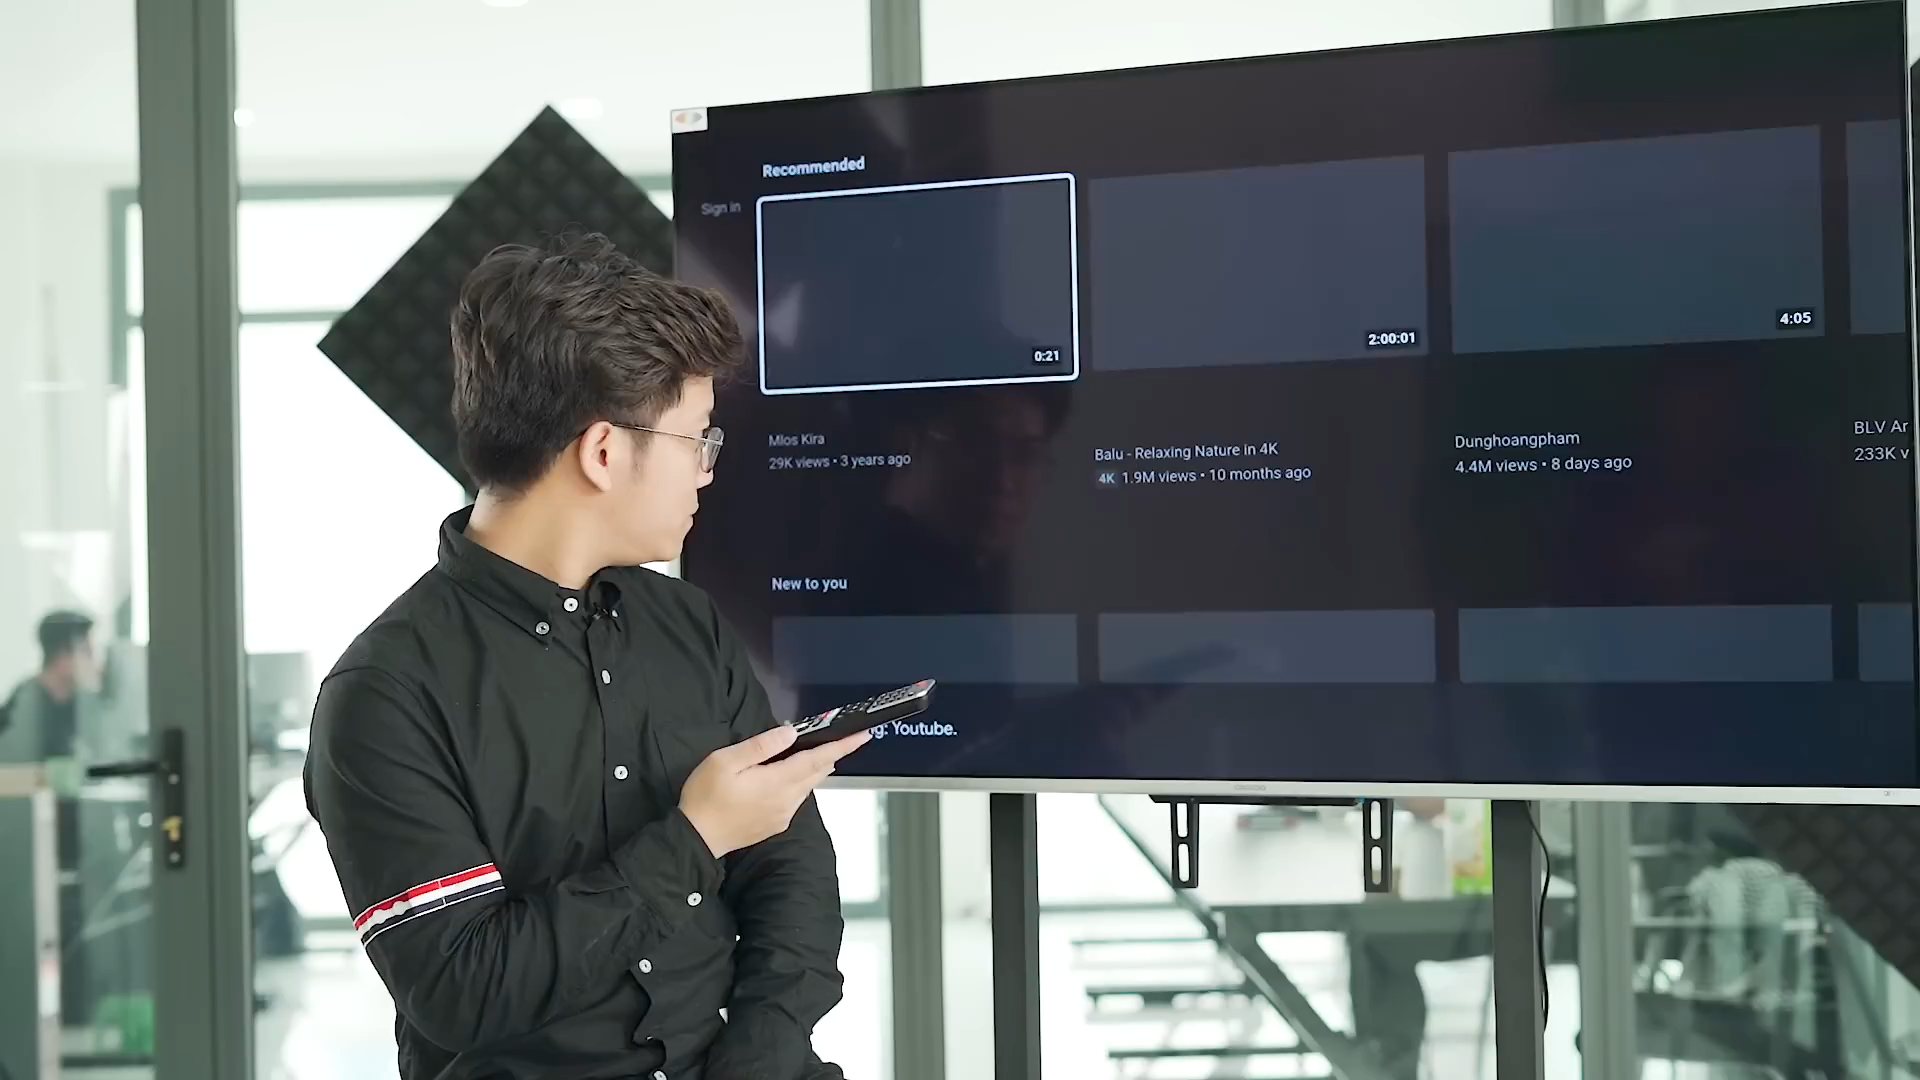 Recommended
Sign in
0:21
2:00:01
4:05
Mlos Kira
29K views • 3 years ago
Balu - Relaxing Nature in 4K
4K 1.9M views • 10 months ago
Dunghoangpham
4.4M views • 8 days ago
BLV Ar
233K v
New to you
ng: Youtube.